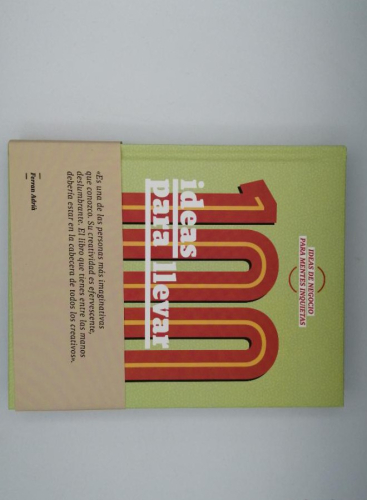 IDEAS DE NEGOCIO
PARA MENTES INQUIETAS
100
ideas
para llevar
«Es una de las personas más imaginativas
que conozco. Su creatividad es efervescente,
deslumbrante. El libro que tienes entre las manos
debería estar en la cabecera de todos los creativos».
Ferran Adrià